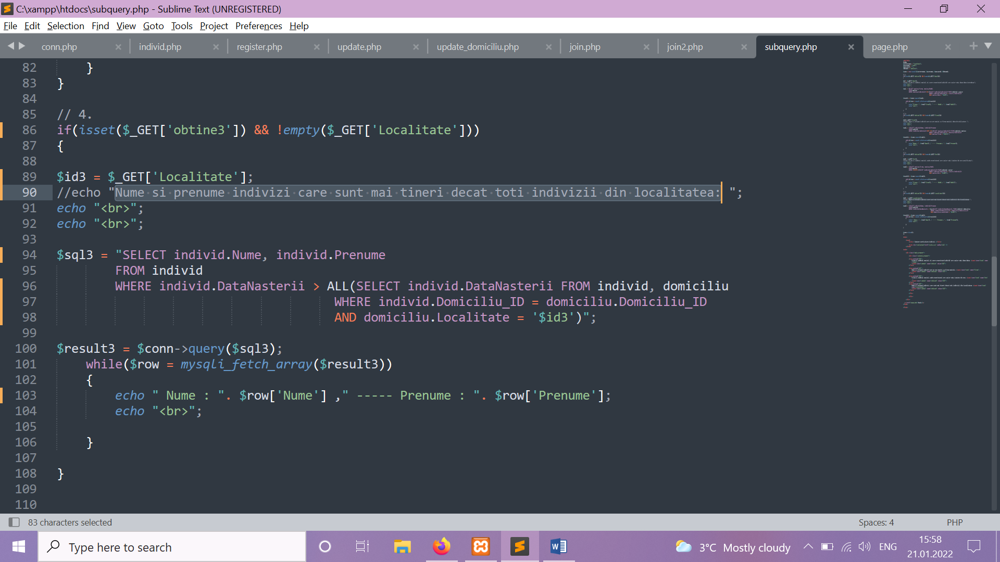 C:\xampp\htdocs\subquery.php - Sublime Text (UNREGISTERED)
File Edit Selection Find View Goto Tools Project Preferences Help
conn.php individ.php register.php update.php update_domiciliu.php join.php join2.php subquery.php page.php
82 }
83 }
84
85 // 4.
86 if(isset($_GET['obtine3']) && !empty($_GET['Localitate']))
87 {
88
89 $id3 = $_GET['Localitate'];
90 //echo "Nume si prenume indivizi care sunt mai tineri decat toti indivizii din localitatea: ";
91 echo "<br>";
92 echo "<br>";
93
94 $sql3 = "SELECT individ.Nume, individ.Prenume
95 FROM individ
96 WHERE individ.DataNasterii > ALL(SELECT individ.DataNasterii FROM individ, domiciliu
97 WHERE individ.Domiciliu_ID = domiciliu.Domiciliu_ID
98 AND domiciliu.Localitate = '$id3')";
99
100 $result3 = $conn->query($sql3);
101 while($row = mysqli_fetch_array($result3))
102 {
103 echo " Nume : ". $row['Nume'] ," ----- Prenume : ". $row['Prenume'];
104 echo "<br>";
105
106 }
107
108 }
109
110
83 characters selected Spaces: 4 PHP
Type here to search 3°C Mostly cloudy ENG 15:58
21.01.2022